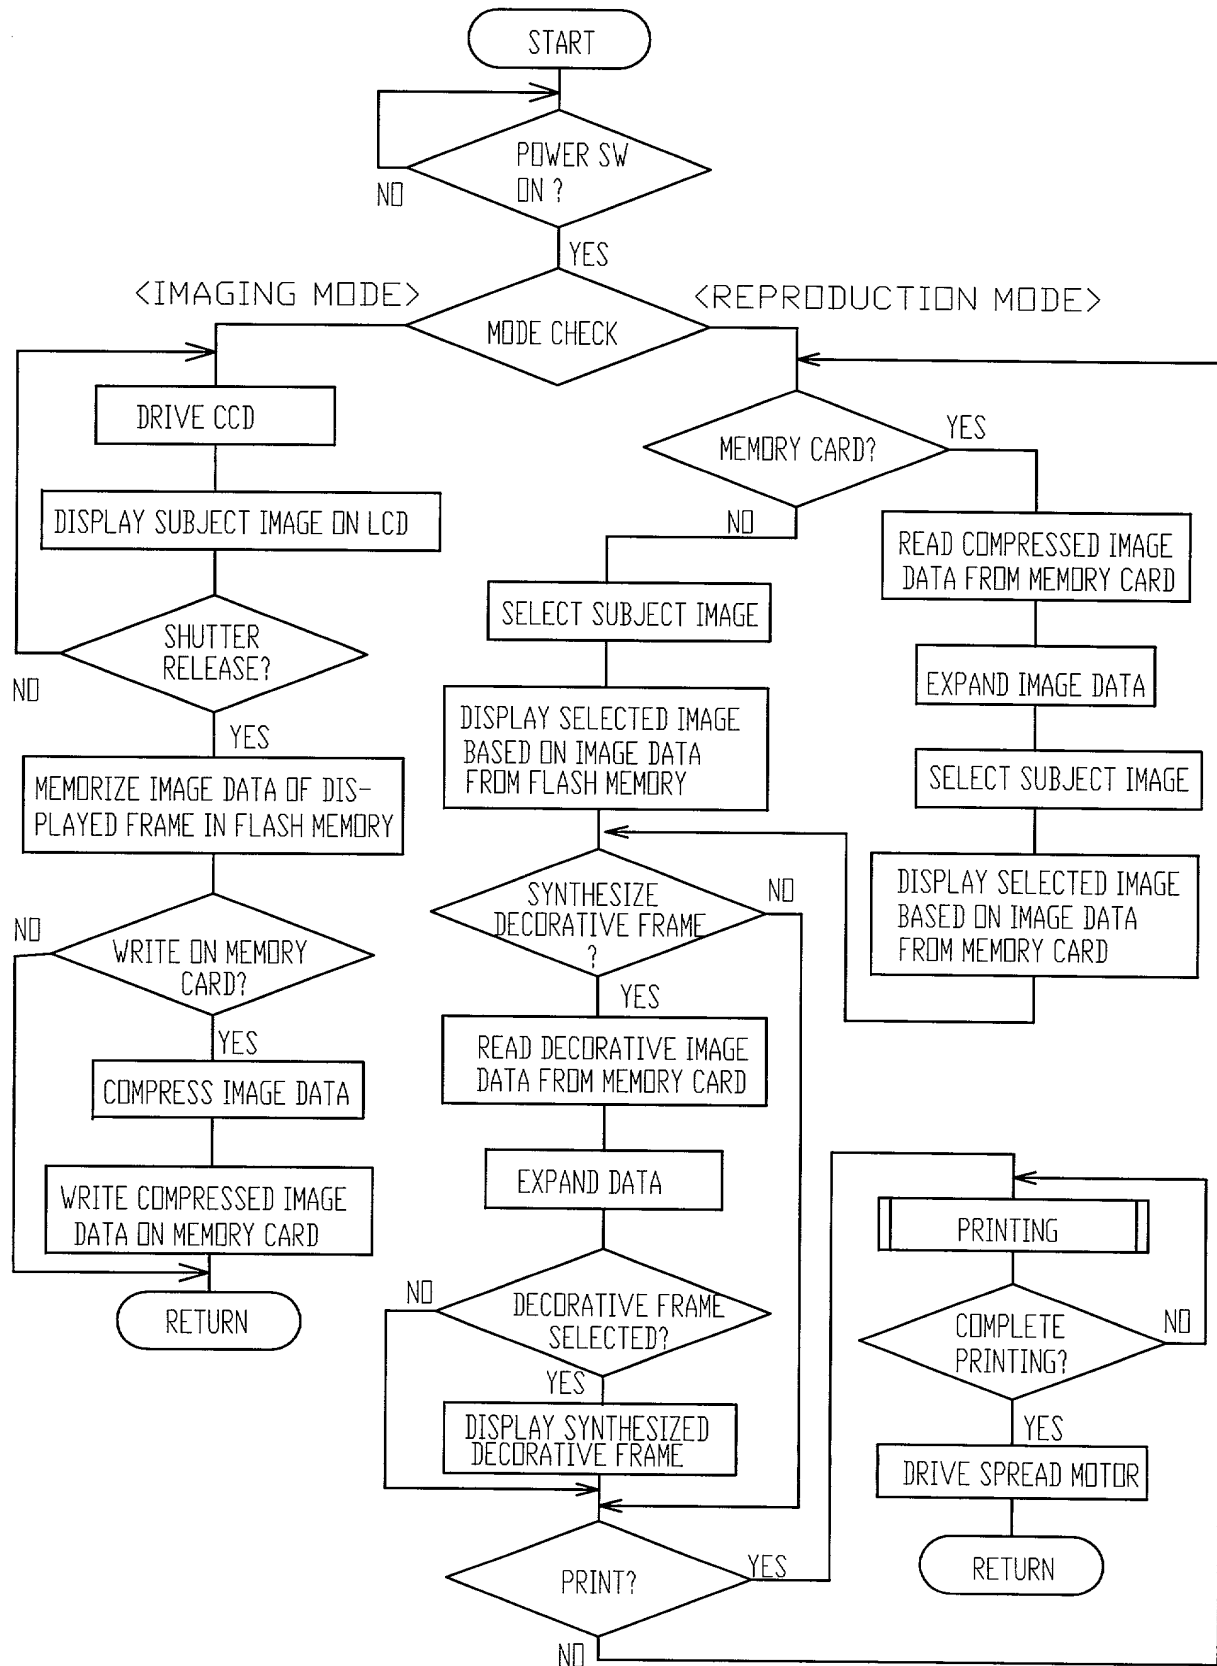 START
POWER SW
ON ?
NO
YES
<IMAGING MODE>
<REPRODUCTION MODE>
MODE CHECK
DRIVE CCD
DISPLAY SUBJECT IMAGE ON LCD
SHUTTER
RELEASE?
NO
YES
MEMORIZE IMAGE DATA OF DIS-
PLAYED FRAME IN FLASH MEMORY
NO
WRITE ON MEMORY
CARD?
YES
COMPRESS IMAGE DATA
WRITE COMPRESSED IMAGE
DATA ON MEMORY CARD
RETURN
MEMORY CARD?
YES
NO
READ COMPRESSED IMAGE
DATA FROM MEMORY CARD
EXPAND IMAGE DATA
SELECT SUBJECT IMAGE
DISPLAY SELECTED IMAGE
BASED ON IMAGE DATA
FROM MEMORY CARD
SELECT SUBJECT IMAGE
DISPLAY SELECTED IMAGE
BASED ON IMAGE DATA
FROM FLASH MEMORY
SYNTHESIZE
DECORATIVE FRAME
?
NO
YES
READ DECORATIVE IMAGE
DATA FROM MEMORY CARD
EXPAND DATA
NO
DECORATIVE FRAME
SELECTED?
YES
DISPLAY SYNTHESIZED
DECORATIVE FRAME
PRINT?
YES
NO
PRINTING
COMPLETE
PRINTING?
NO
YES
DRIVE SPREAD MOTOR
RETURN